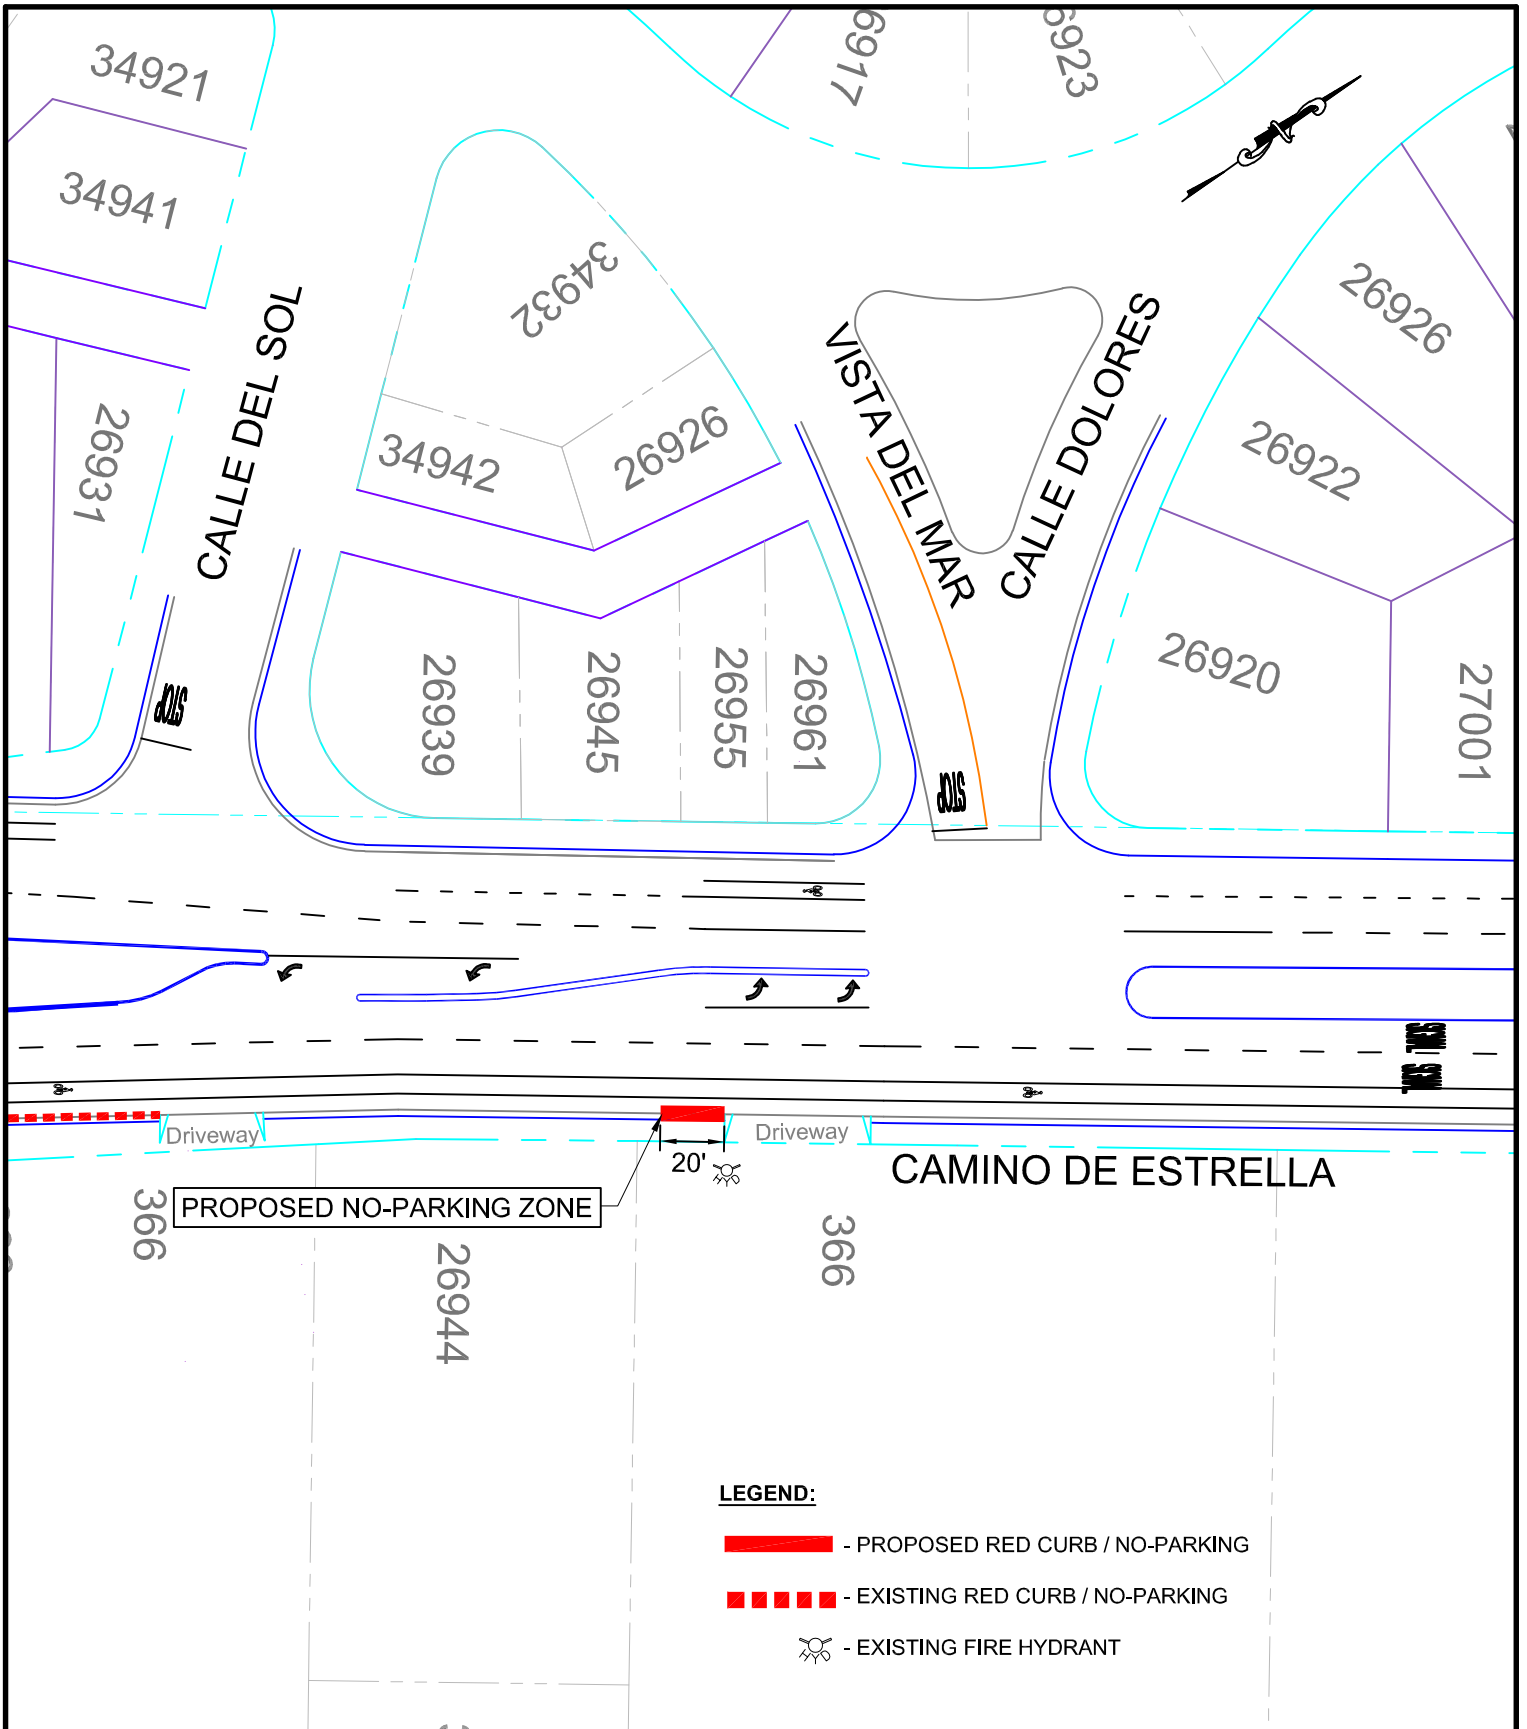 6917
6923
34921
34941
34932
26926
CALLE DEL SOL
VISTA DEL MAR
CALLE DOLORES
26931
34942
26926
26922
26920
27001
26939
26945
26955
26961
STOP
STOP
Driveway
Driveway
20'
CAMINO DE ESTRELLA
PROPOSED NO-PARKING ZONE
366
26944
366
LEGEND:
- PROPOSED RED CURB / NO-PARKING
- EXISTING RED CURB / NO-PARKING
- EXISTING FIRE HYDRANT